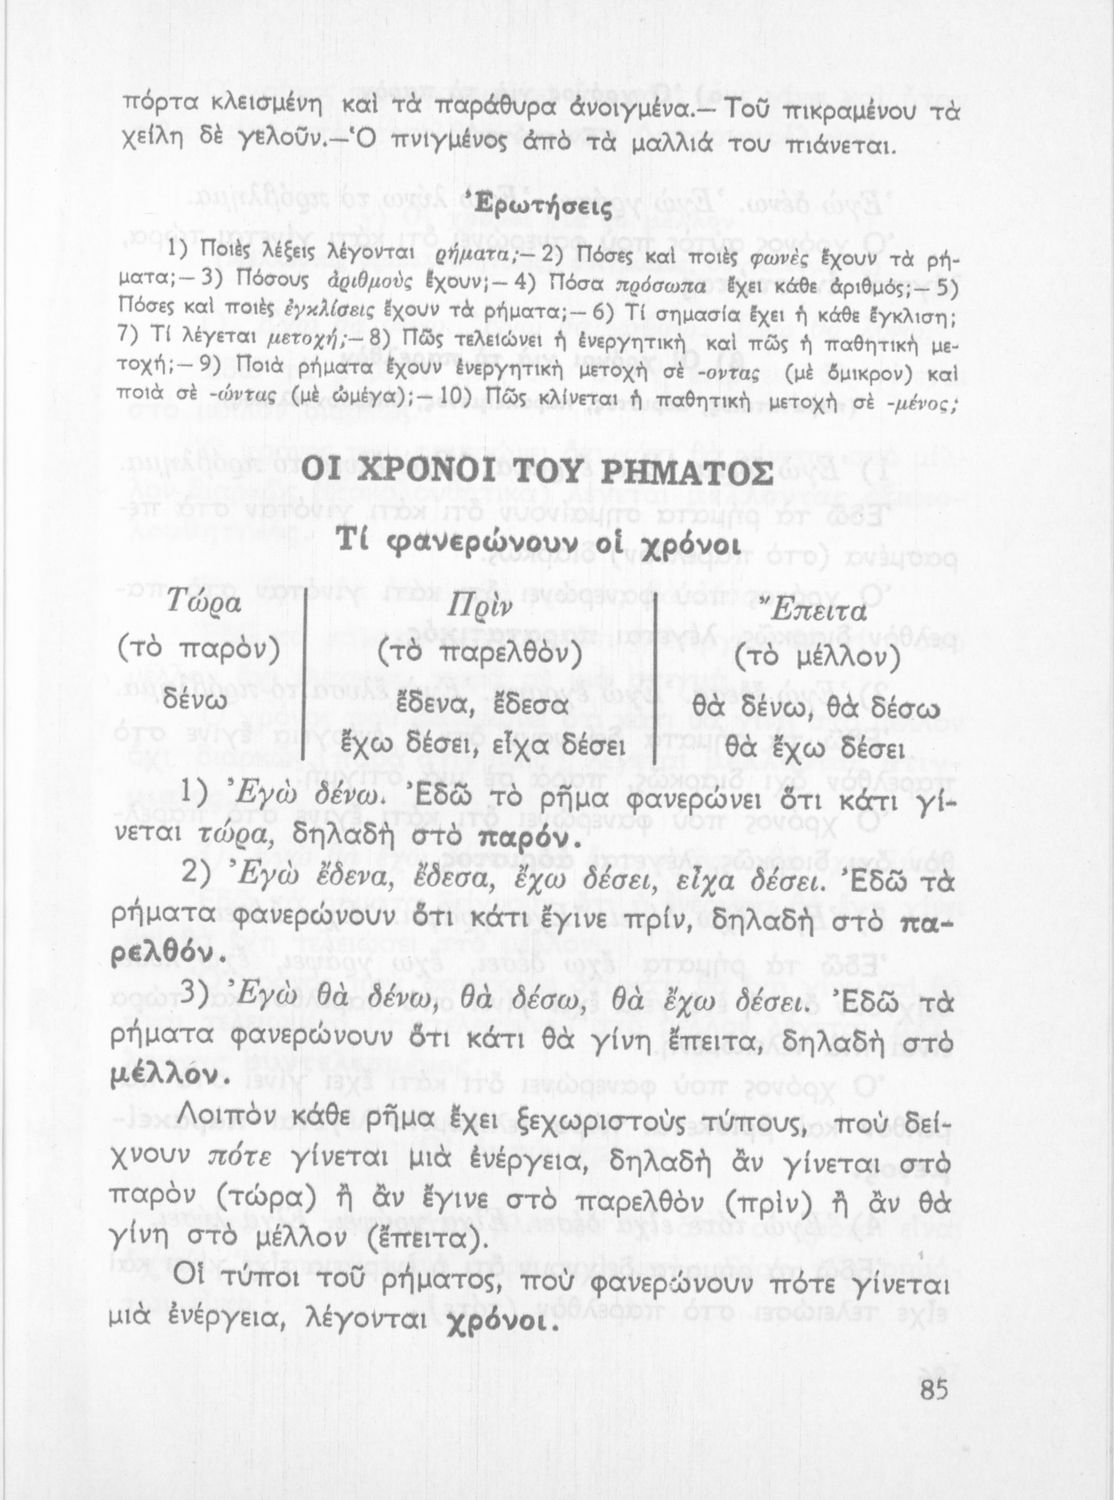 πόρτα κλεισμένη καὶ τὰ παράθυρα ἀνοιγμένα.— Τοῦ πικραμένου τὰ
χείλη δὲ γελοῦν.—Ὁ πνιγμένος ἀπὸ τὰ μαλλιά του πιάνεται.
Ἐρωτήσεις
1) Ποιὲς λέξεις λέγονται ρήματα;— 2) Πόσες καὶ ποιὲς φωνὲς ἔχουν τὰ ρή-
ματα;— 3) Πόσους ἀριθμοὺς ἔχουν;— 4) Πόσα πρόσωπα ἔχει κάθε ἀριθμός;— 5)
Πόσες καὶ ποιὲς ἐγκλίσεις ἔχουν τὰ ρήματα;— 6) Τί σημασία ἔχει ἡ κάθε ἔγκλιση;
7) Τί λέγεται μετοχή;— 8) Πῶς τελειώνει ἡ ἐνεργητικὴ καὶ πῶς ἡ παθητικὴ με-
τοχή;— 9) Ποιὰ ρήματα ἔχουν ἐνεργητικὴ μετοχὴ σὲ -οντας (μὲ ὄμικρον) καὶ
ποιὰ σὲ -ώντας (μὲ ὠμέγα);— 10) Πῶς κλίνεται ἡ παθητικὴ μετοχὴ σὲ -μένος;
ΟΙ ΧΡΟΝΟΙ ΤΟΥ ΡΗΜΑΤΟΣ
Τί φανερώνουν οἱ χρόνοι
Τώρα Πρὶν Ἔπειτα
(τὸ παρὸν) (τὸ παρελθὸν) (τὸ μέλλον)
δένω ἔδενα, ἔδεσα θὰ δένω, θὰ δέσω
ἔχω δέσει, εἶχα δέσει θὰ ἔχω δέσει
1) Ἐγὼ δένω. Ἐδῶ τὸ ρῆμα φανερώνει ὅτι κάτι γί-
νεται τώρα, δηλαδὴ στὸ παρόν.
2) Ἐγὼ ἔδενα, ἔδεσα, ἔχω δέσει, εἶχα δέσει. Ἐδῶ τὰ
ρήματα φανερώνουν ὅτι κάτι ἔγινε πρίν, δηλαδὴ στὸ πα-
ρελθόν.
3) Ἐγὼ θὰ δένω, θὰ δέσω, θὰ ἔχω δέσει. Ἐδῶ τὰ
ρήματα φανερώνουν ὅτι κάτι θὰ γίνη ἔπειτα, δηλαδὴ στὸ
μέλλον.
Λοιπὸν κάθε ρῆμα ἔχει ξεχωριστοὺς τύπους, ποὺ δεί-
χνουν πότε γίνεται μιὰ ἐνέργεια, δηλαδὴ ἂν γίνεται στὸ
παρὸν (τώρα) ἢ ἂν ἔγινε στὸ παρελθὸν (πρὶν) ἢ ἂν θὰ
γίνη στὸ μέλλον (ἔπειτα).
Οἱ τύποι τοῦ ρήματος, ποὺ φανερώνουν πότε γίνεται
μιὰ ἐνέργεια, λέγονται χρόνοι.
85